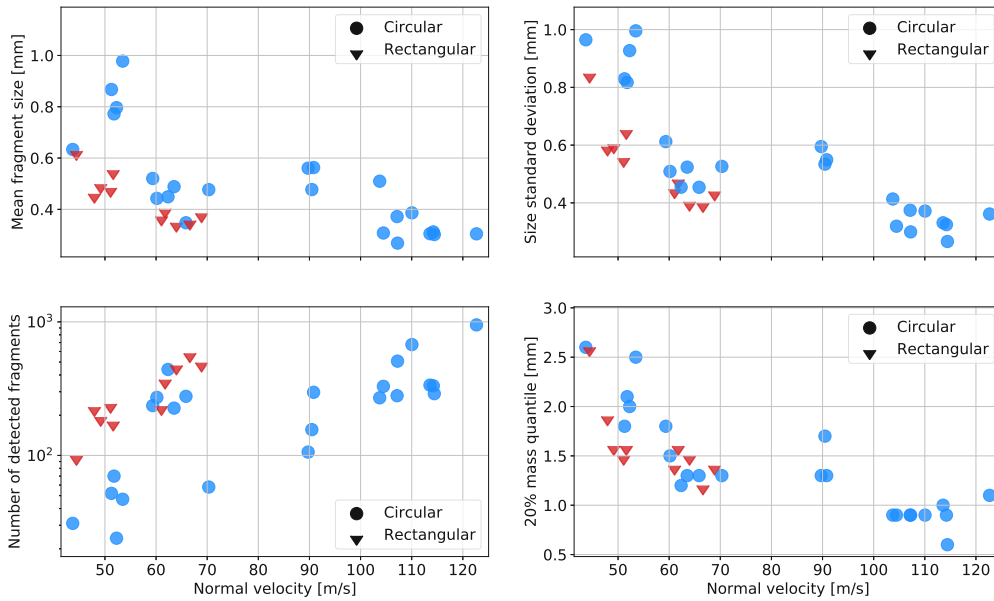 Mean fragment size [mm]
1.0
0.8
0.6
0.4
Circular
Rectangular
Size standard deviation [mm]
1.0
0.8
0.6
0.4
Circular
Rectangular
Number of detected fragments
10³
10²
Circular
Rectangular
50 60 70 80 90 100 110 120
Normal velocity [m/s]
20% mass quantile [mm]
3.0
2.5
2.0
1.5
1.0
0.5
Circular
Rectangular
50 60 70 80 90 100 110 120
Normal velocity [m/s]